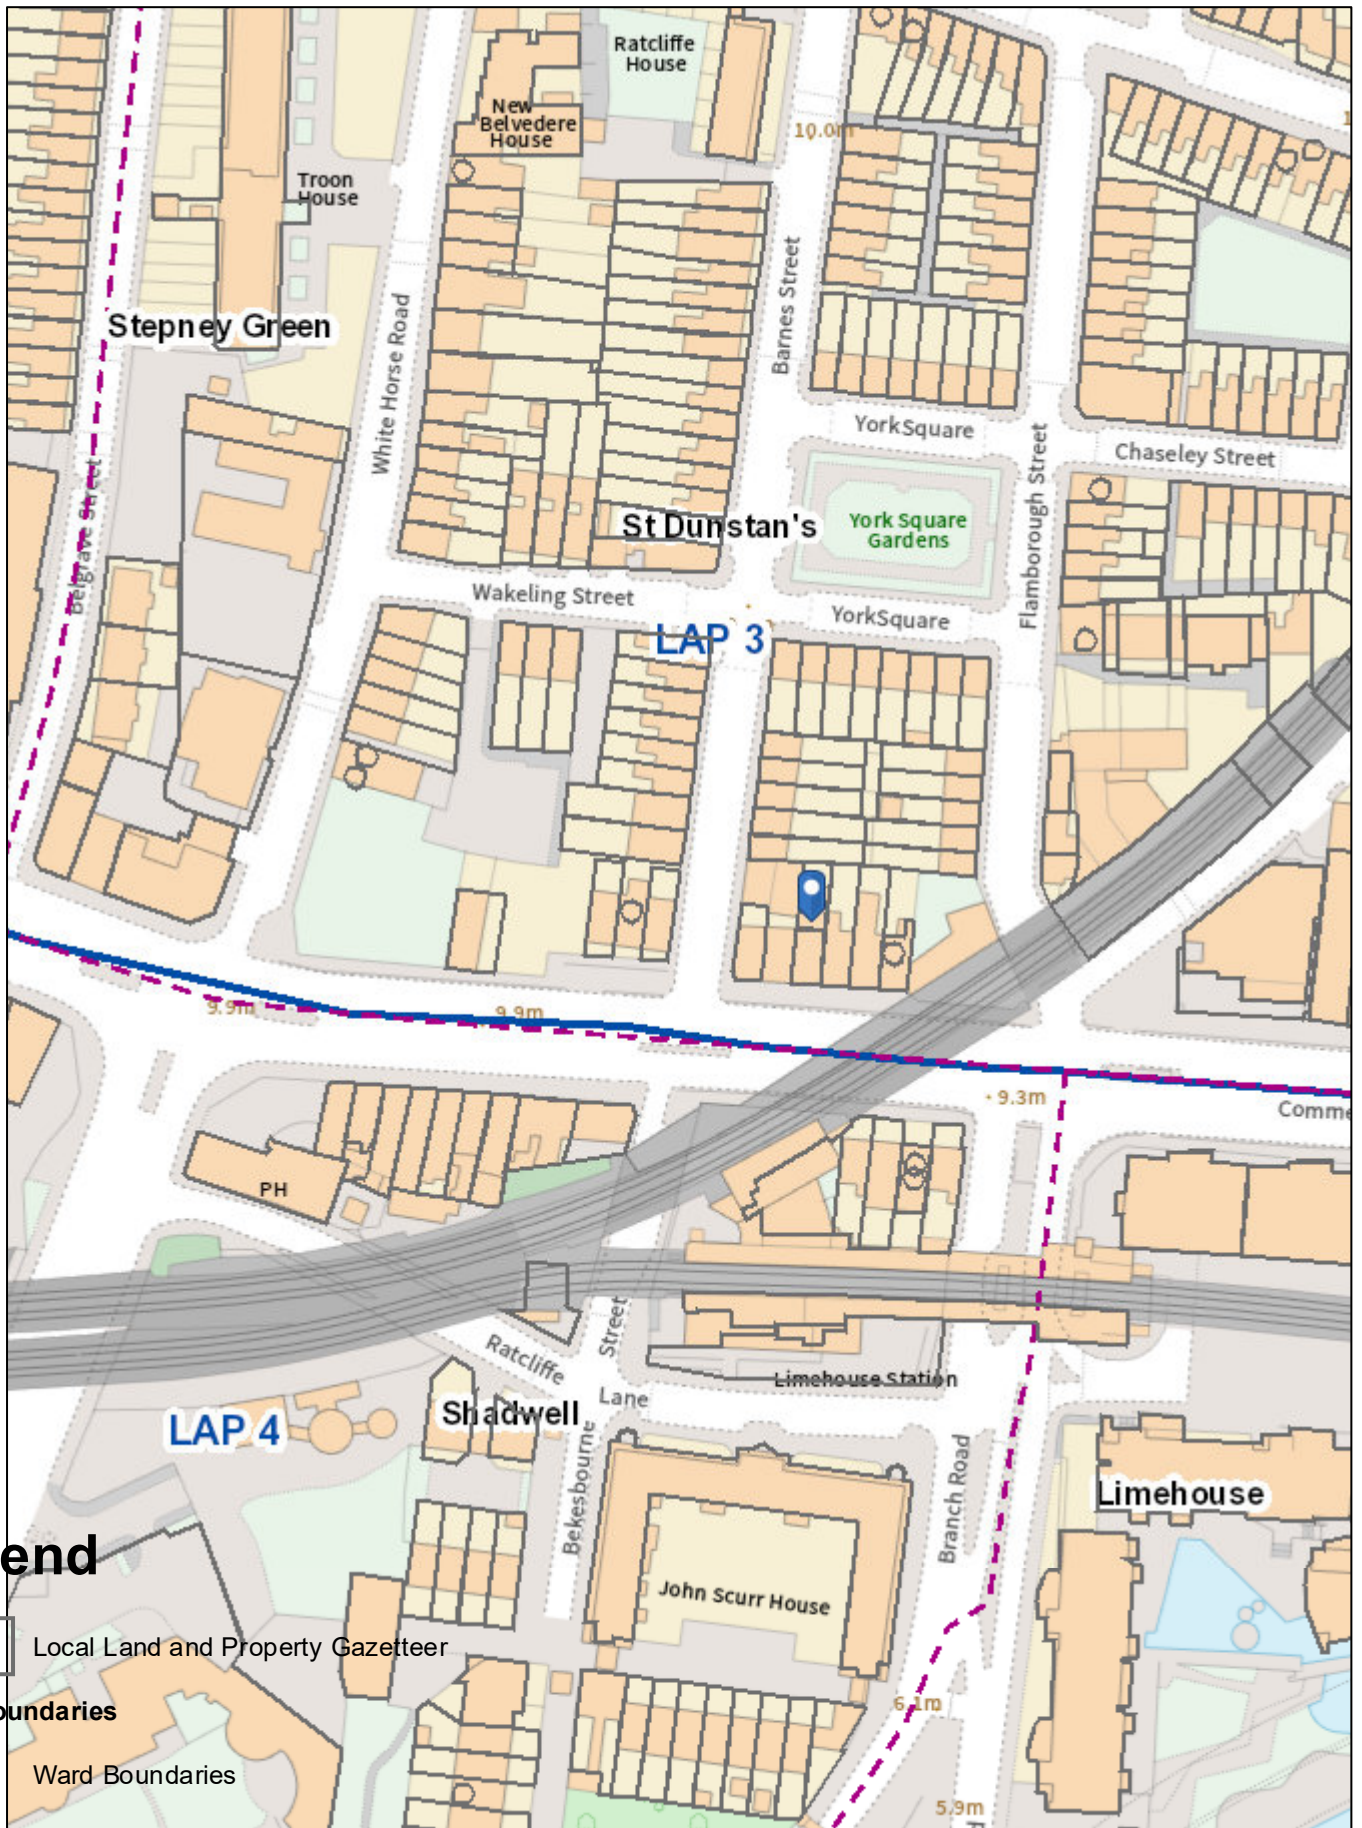 Ratcliffe
House
New
Belvedere
House
10.0m
Troon
House
Stepney Green
White Horse Road
Barnes Street
York Square
Chaseley Street
Flamborough Street
Belgrave Street
St Dunstan's
York Square
Gardens
Wakeling Street
York Square
LAP 3
9.9m
9.9m
9.3m
PH
Ratcliffe
Lane
Street
Limehouse Station
Shadwell
LAP 4
Bekesbourne
Branch Road
Limehouse
end
John Scurr House
Local Land and Property Gazetteer
oundaries
6.1m
Ward Boundaries
5.9m